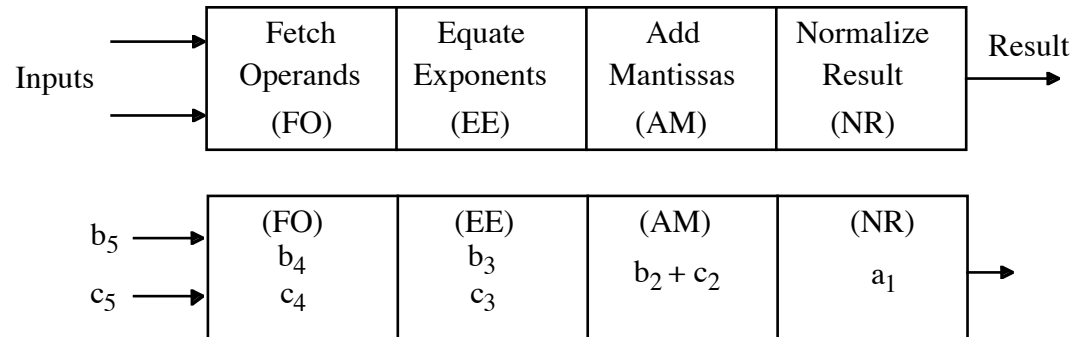 Inputs
Fetch
Operands
(FO)
Equate
Exponents
(EE)
Add
Mantissas
(AM)
Normalize
Result
(NR)
Result
b5
c5
(FO)
b4
c4
(EE)
b3
c3
(AM)
b2 + c2
(NR)
a1